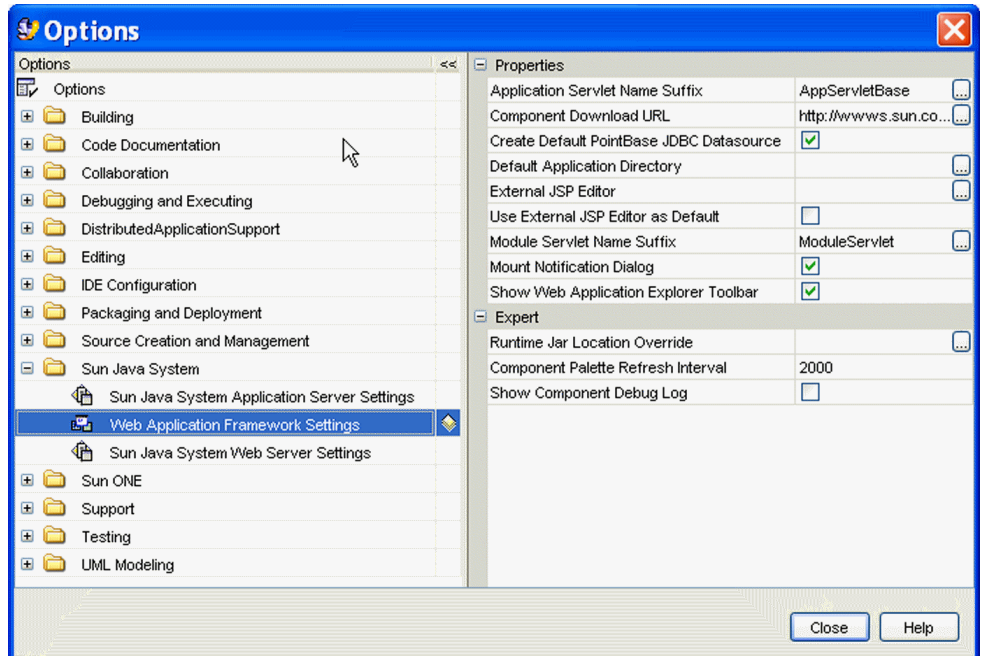 Options
Options <<
Options
Building
Code Documentation
Collaboration
Debugging and Executing
DistributedApplicationSupport
Editing
IDE Configuration
Packaging and Deployment
Source Creation and Management
Sun Java System
Sun Java System Application Server Settings
Web Application Framework Settings
Sun Java System Web Server Settings
Sun ONE
Support
Testing
UML Modeling
Properties
Application Servlet Name Suffix AppServletBase ...
Component Download URL http://wwws.sun.co... ...
Create Default PointBase JDBC Datasource
Default Application Directory ...
External JSP Editor ...
Use External JSP Editor as Default
Module Servlet Name Suffix ModuleServlet ...
Mount Notification Dialog
Show Web Application Explorer Toolbar
Expert
Runtime Jar Location Override ...
Component Palette Refresh Interval 2000
Show Component Debug Log
Close Help